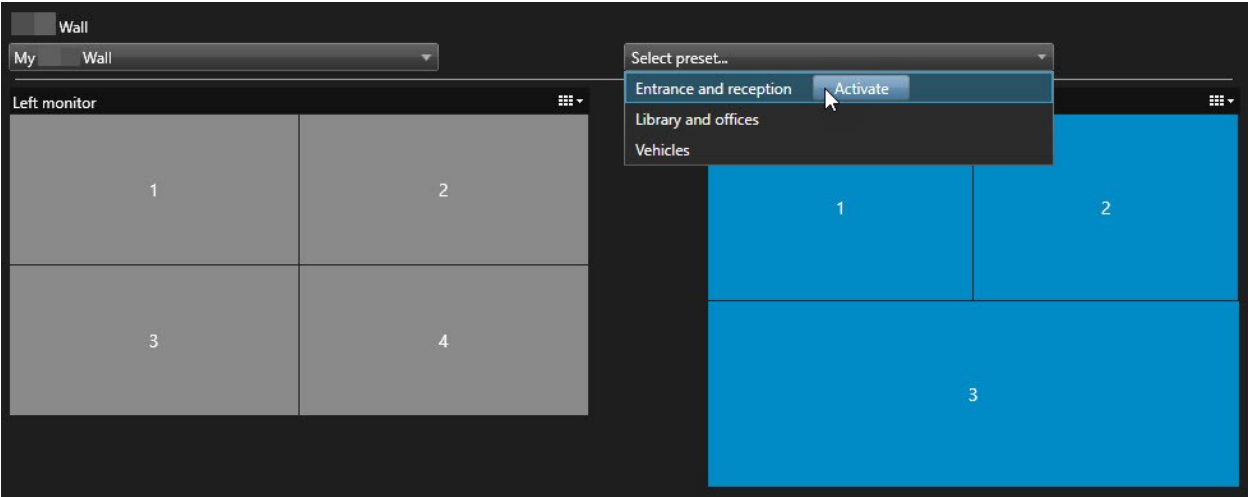 Wall
My Wall
Select preset...
Entrance and reception Activate
Library and offices
Vehicles
Left monitor
1 2
3 4
1 2
3